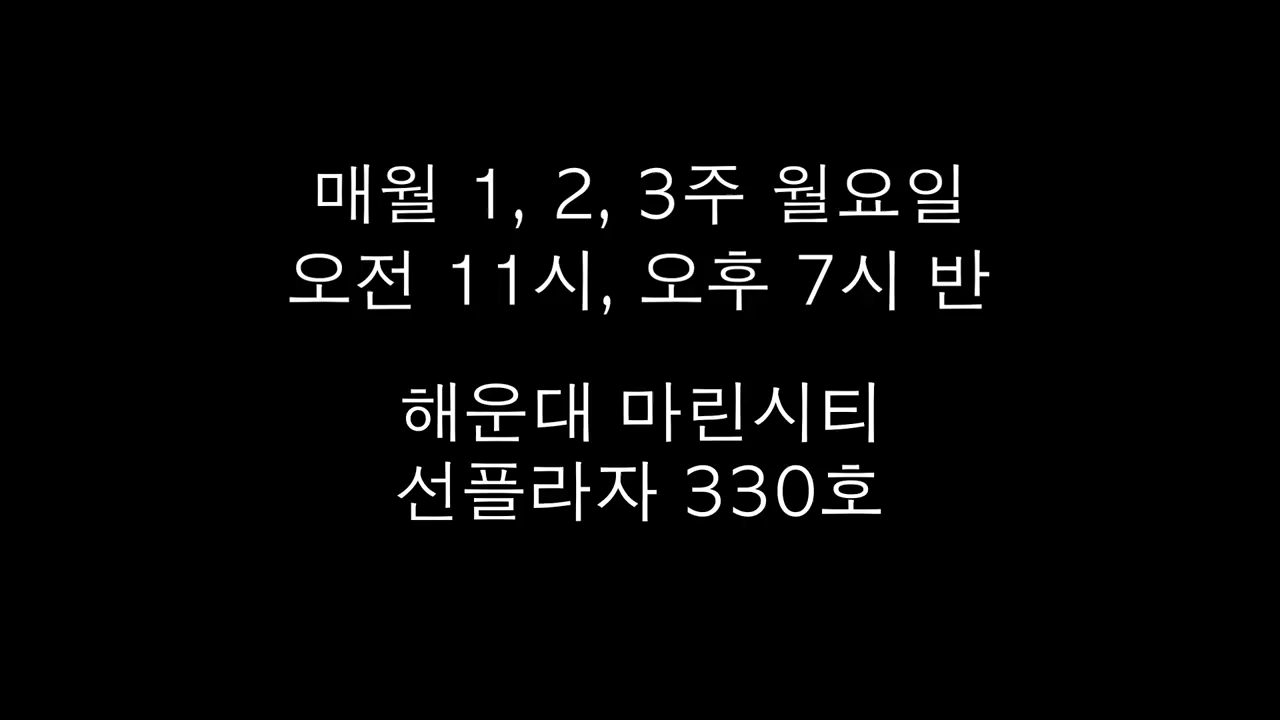 매월 1, 2, 3주 월요일
오전 11시, 오후 7시 반
해운대 마린시티
선플라자 330호